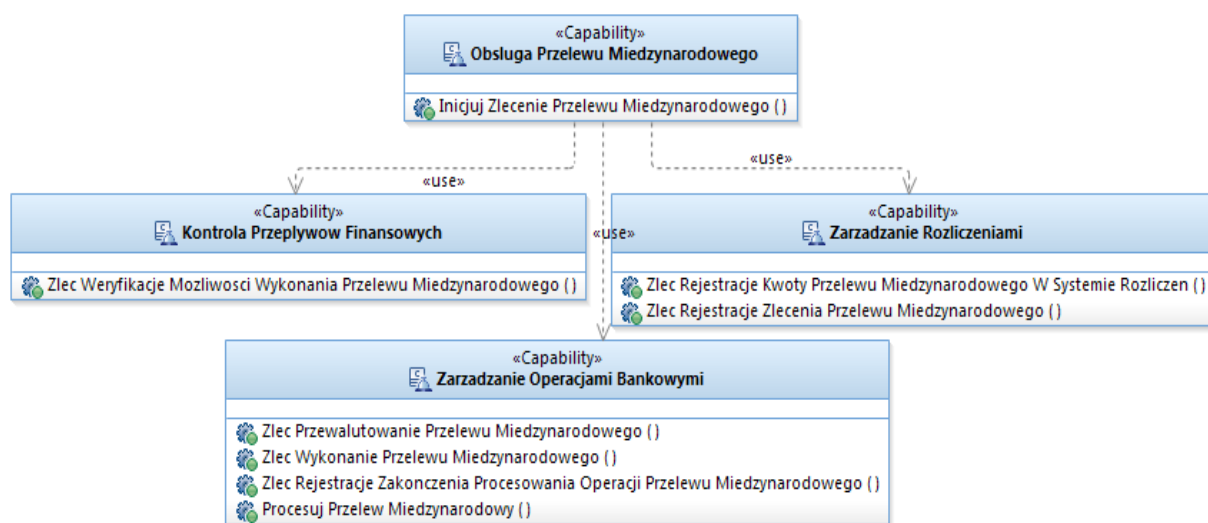 «Capability»
Obsluga Przelewu Miedzynarodowego
Inicjuj Zlecenie Przelewu Miedzynarodowego ( )
«use»
«use»
«Capability»
Kontrola Przeplywow Finansowych
Zlec Weryfikacje Mozliwosci Wykonania Przelewu Miedzynarodowego ( )
«use»
«Capability»
Zarzadzanie Rozliczeniami
Zlec Rejestracje Kwoty Przelewu Miedzynarodowego W Systemie Rozliczen ( )
Zlec Rejestracje Zlecenia Przelewu Miedzynarodowego ( )
«Capability»
Zarzadzanie Operacjami Bankowymi
Zlec Przewalutowanie Przelewu Miedzynarodowego ( )
Zlec Wykonanie Przelewu Miedzynarodowego ( )
Zlec Rejestracje Zakonczenia Procesowania Operacji Przelewu Miedzynarodowego ( )
Procesuj Przelew Miedzynarodowy ( )